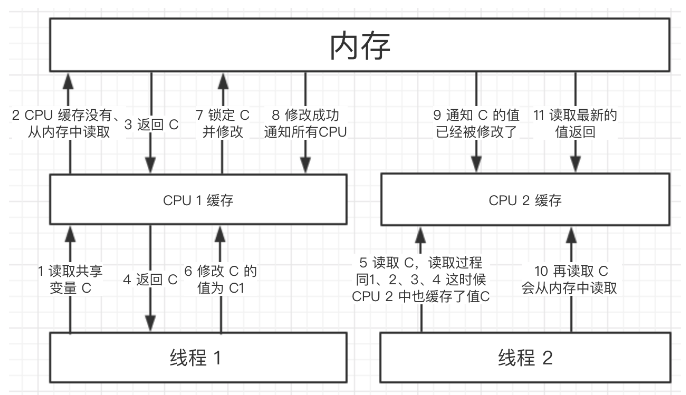 内存
2 CPU 缓存没有、
从内存中读取
3 返回 C
7 锁定 C
并修改
8 修改成功
通知所有CPU
9 通知 C 的值
已经被修改了
11 读取最新的
值返回
CPU 1 缓存
CPU 2 缓存
1 读取共享
变量 C
4 返回 C
6 修改 C 的
值为 C1
5 读取 C，读取过程
同1、2、3、4 这时候
CPU 2 中也缓存了值C
10 再读取 C
会从内存中读取
线程 1
线程 2